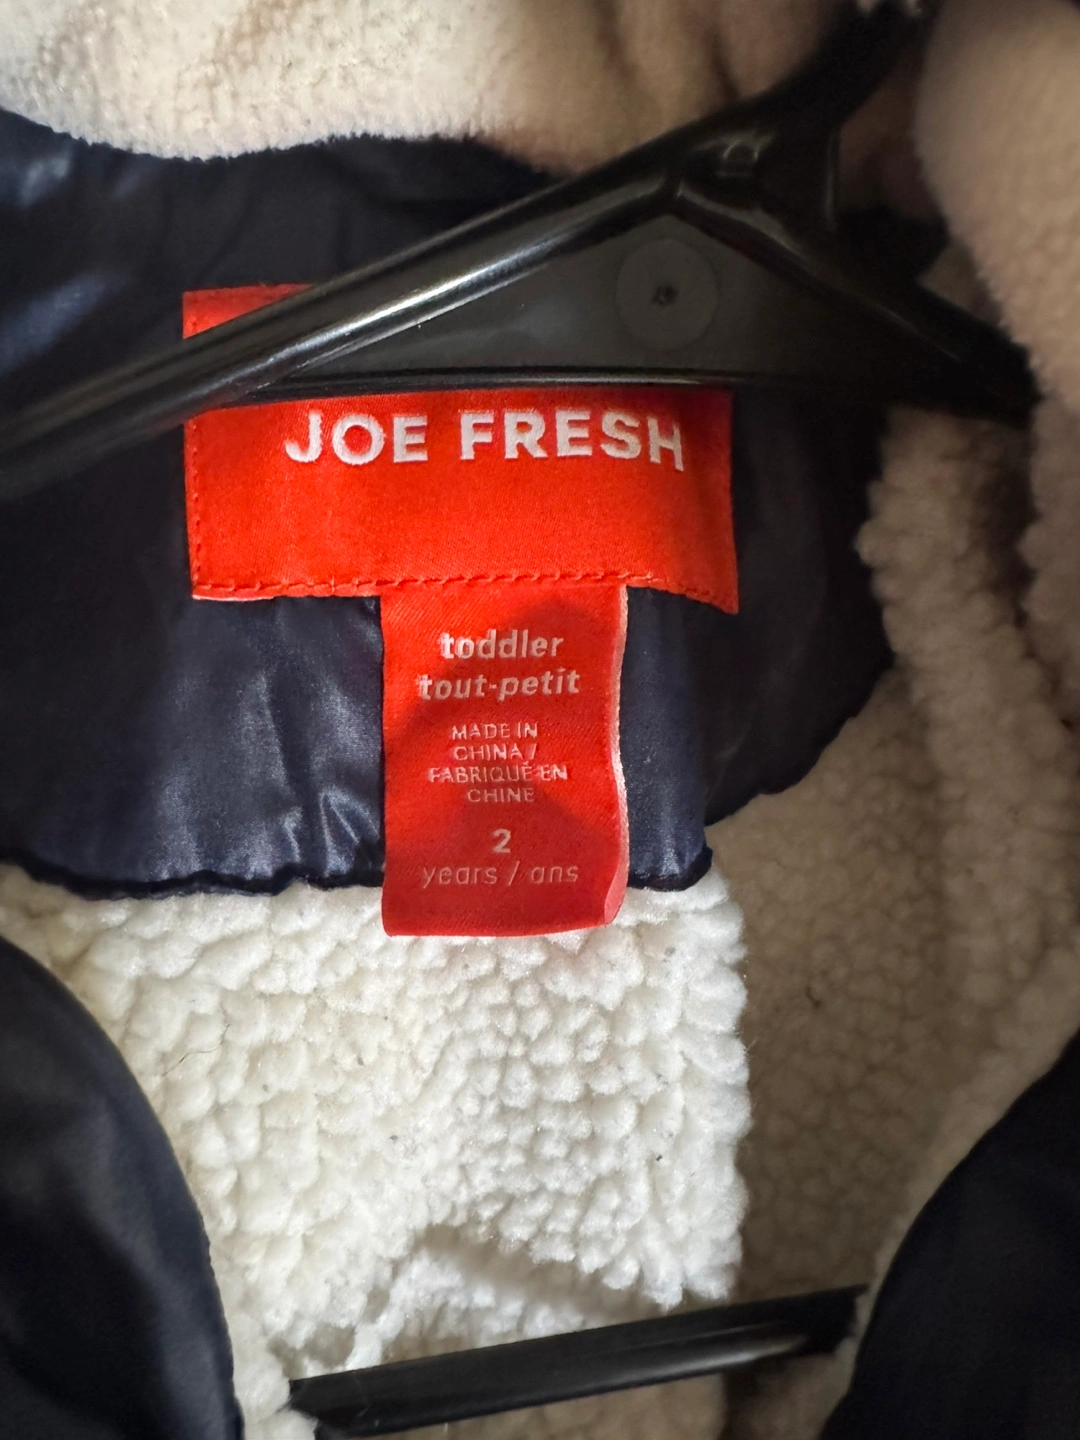 JOE FRESH
toddler
tout-petit
MADE IN
CHINA /
FABRIQUÉ EN
CHINE
2
years / ans